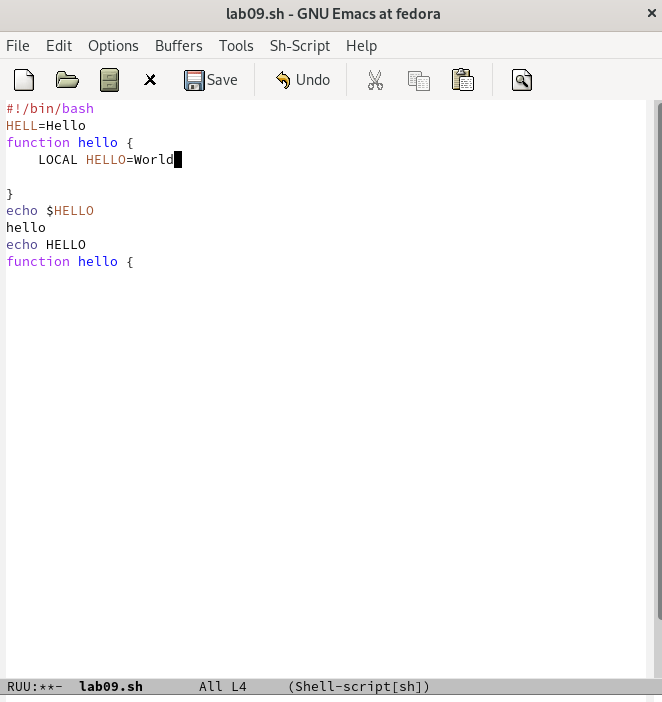 lab09.sh - GNU Emacs at fedora
File Edit Options Buffers Tools Sh-Script Help
Save Undo
#!/bin/bash
HELL=Hello
function hello {
    LOCAL HELLO=World
}
echo $HELLO
hello
echo HELLO
function hello {
RUU:**-  lab09.sh       All L4     (Shell-script[sh])